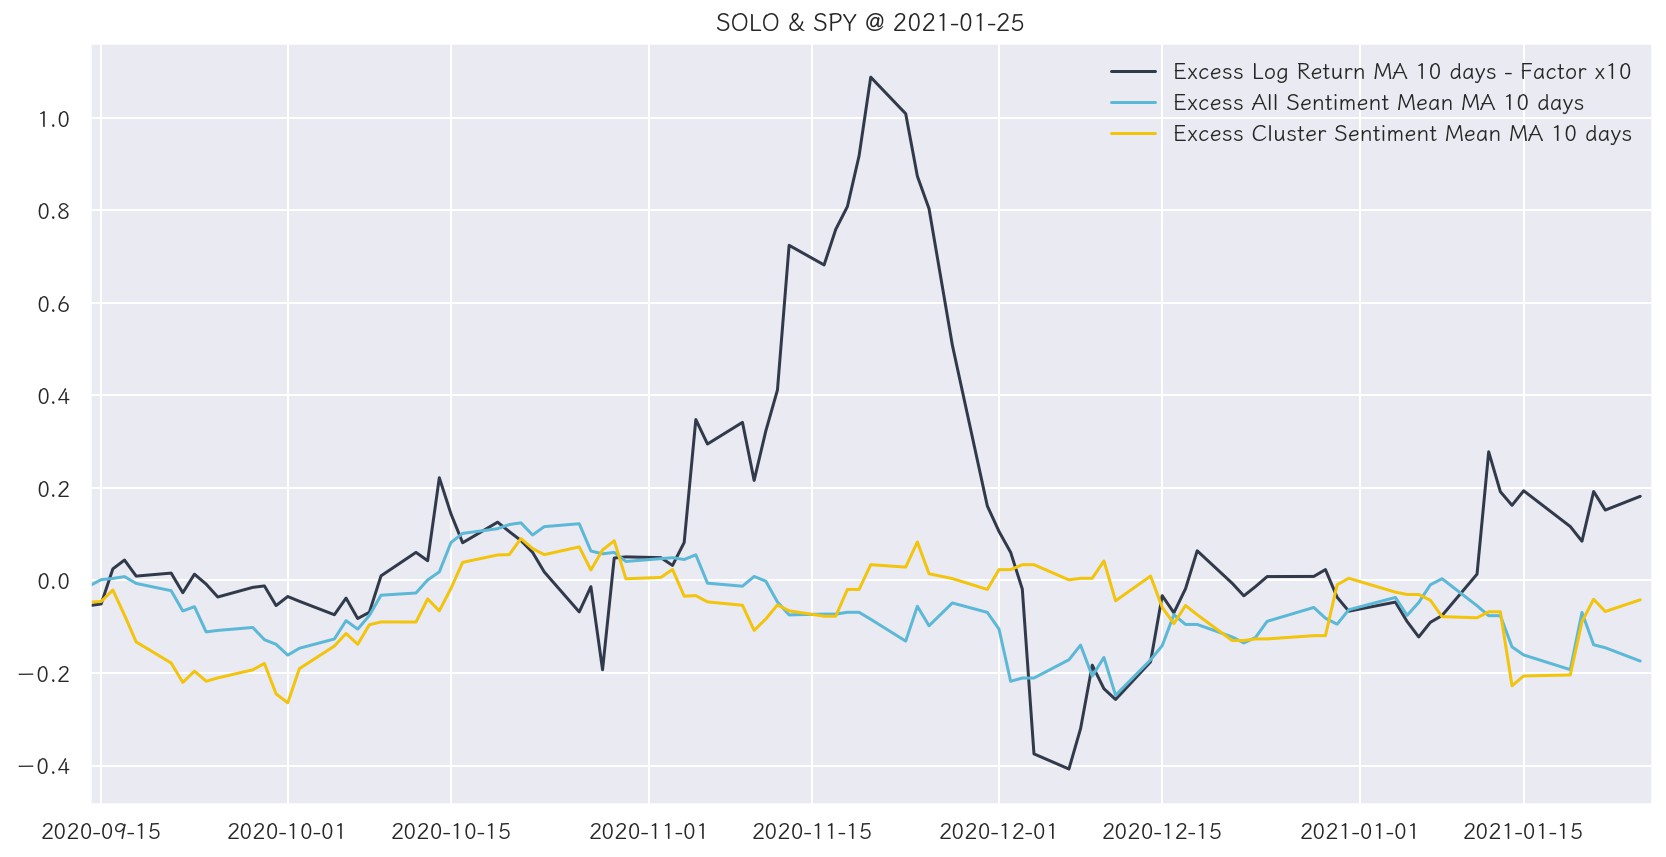 SOLO & SPY @ 2021-01-25
Excess Log Return MA 10 days - Factor x10
Excess All Sentiment Mean MA 10 days
Excess Cluster Sentiment Mean MA 10 days
1.0
0.8
0.6
0.4
0.2
0.0
−0.2
−0.4
2020-09-15 2020-10-01 2020-10-15 2020-11-01 2020-11-15 2020-12-01 2020-12-15 2021-01-01 2021-01-15